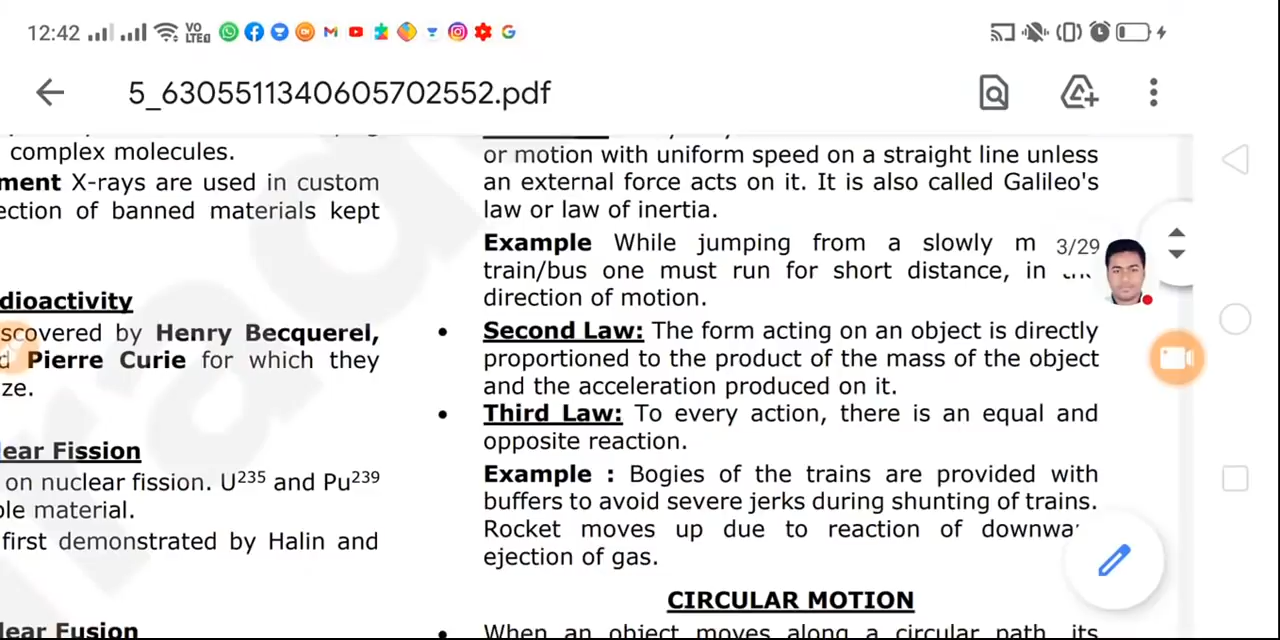 12:42
VO
LTE
5_6305511340605702552.pdf
complex molecules.
ment X-rays are used in custom
ection of banned materials kept
dioactivity
scovered by Henry Becquerel,
d Pierre Curie for which they
ze.
ear Fission
on nuclear fission. U²³⁵ and Pu²³⁹
ble material.
first demonstrated by Halin and
lear Fusion
or motion with uniform speed on a straight line unless
an external force acts on it. It is also called Galileo's
law or law of inertia.
Example While jumping from a slowly m
3/29
train/bus one must run for short distance, in the
direction of motion.
• Second Law: The form acting on an object is directly
proportioned to the product of the mass of the object
and the acceleration produced on it.
• Third Law: To every action, there is an equal and
opposite reaction.
Example : Bogies of the trains are provided with
buffers to avoid severe jerks during shunting of trains.
Rocket moves up due to reaction of downwa
ejection of gas.
CIRCULAR MOTION
• When an object moves along a circular path, its